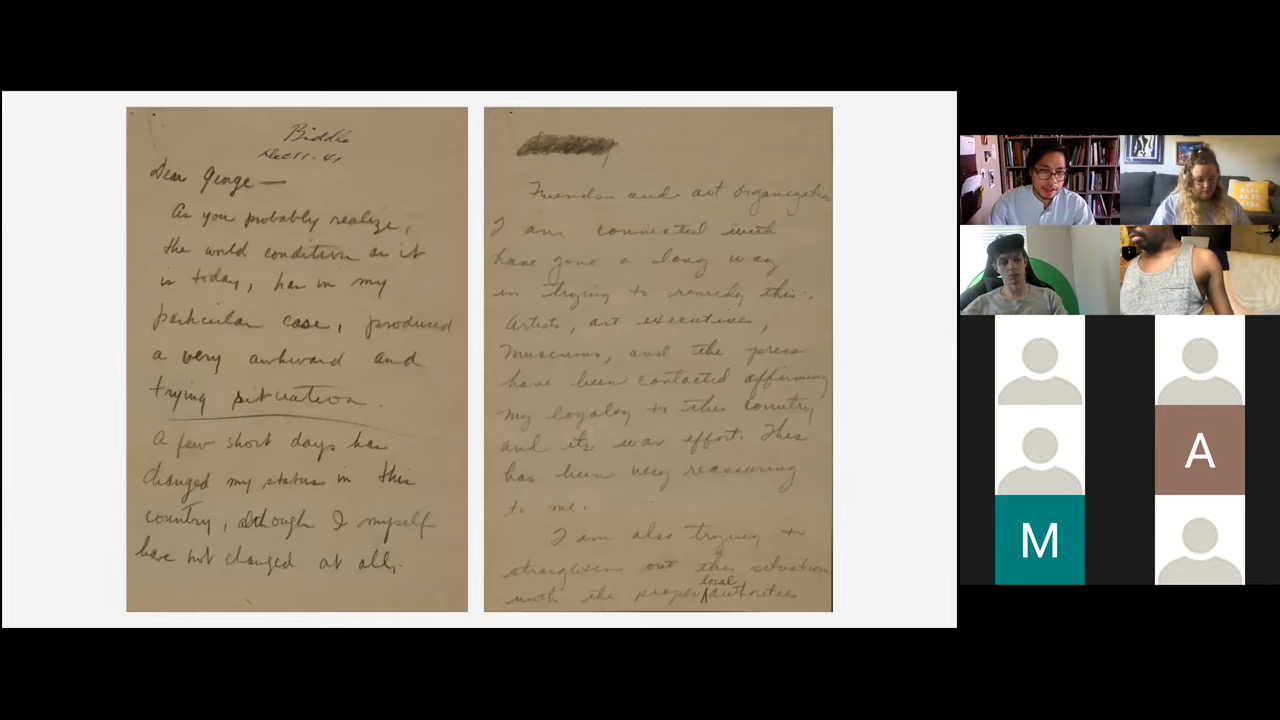 Biddle
Dec 11-41
Dear George —
As you probably realize,
the world condition as it
is today, has in my
particular case, produced
a very awkward and
trying situation.
A few short days has
changed my status in this
country, although I myself
have not changed at all.
Friends and art organization
I am connected with
have gone a long way
in trying to remedy this.
Artists, art executives,
museums, and the press
have been contacted affirming
my loyalty to this country
and its war effort. This
has been very reassuring
to me.
I am also trying to
straighten out this situation
local
with the proper authorities
A
M